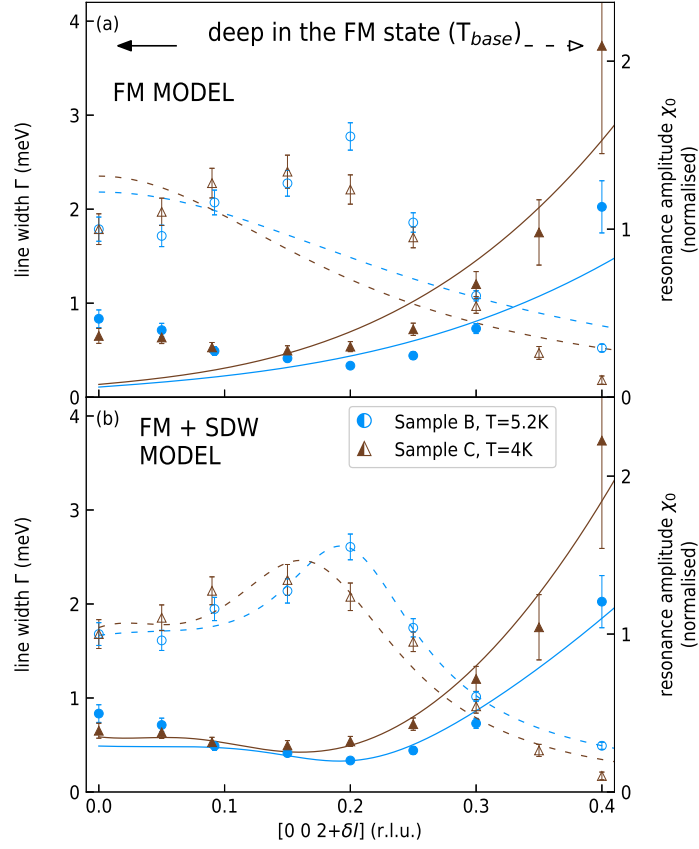 (a)
deep in the FM state (T_base)
FM MODEL
4
3
2
1
0
line width Γ (meV)
2
1
0
resonance amplitude χ₀
(normalised)
(b)
FM + SDW
MODEL
Sample B, T=5.2K
Sample C, T=4K
4
3
2
1
0
line width Γ (meV)
2
1
0
resonance amplitude χ₀
(normalised)
0.0 0.1 0.2 0.3 0.4
[0 0 2+δl] (r.l.u.)